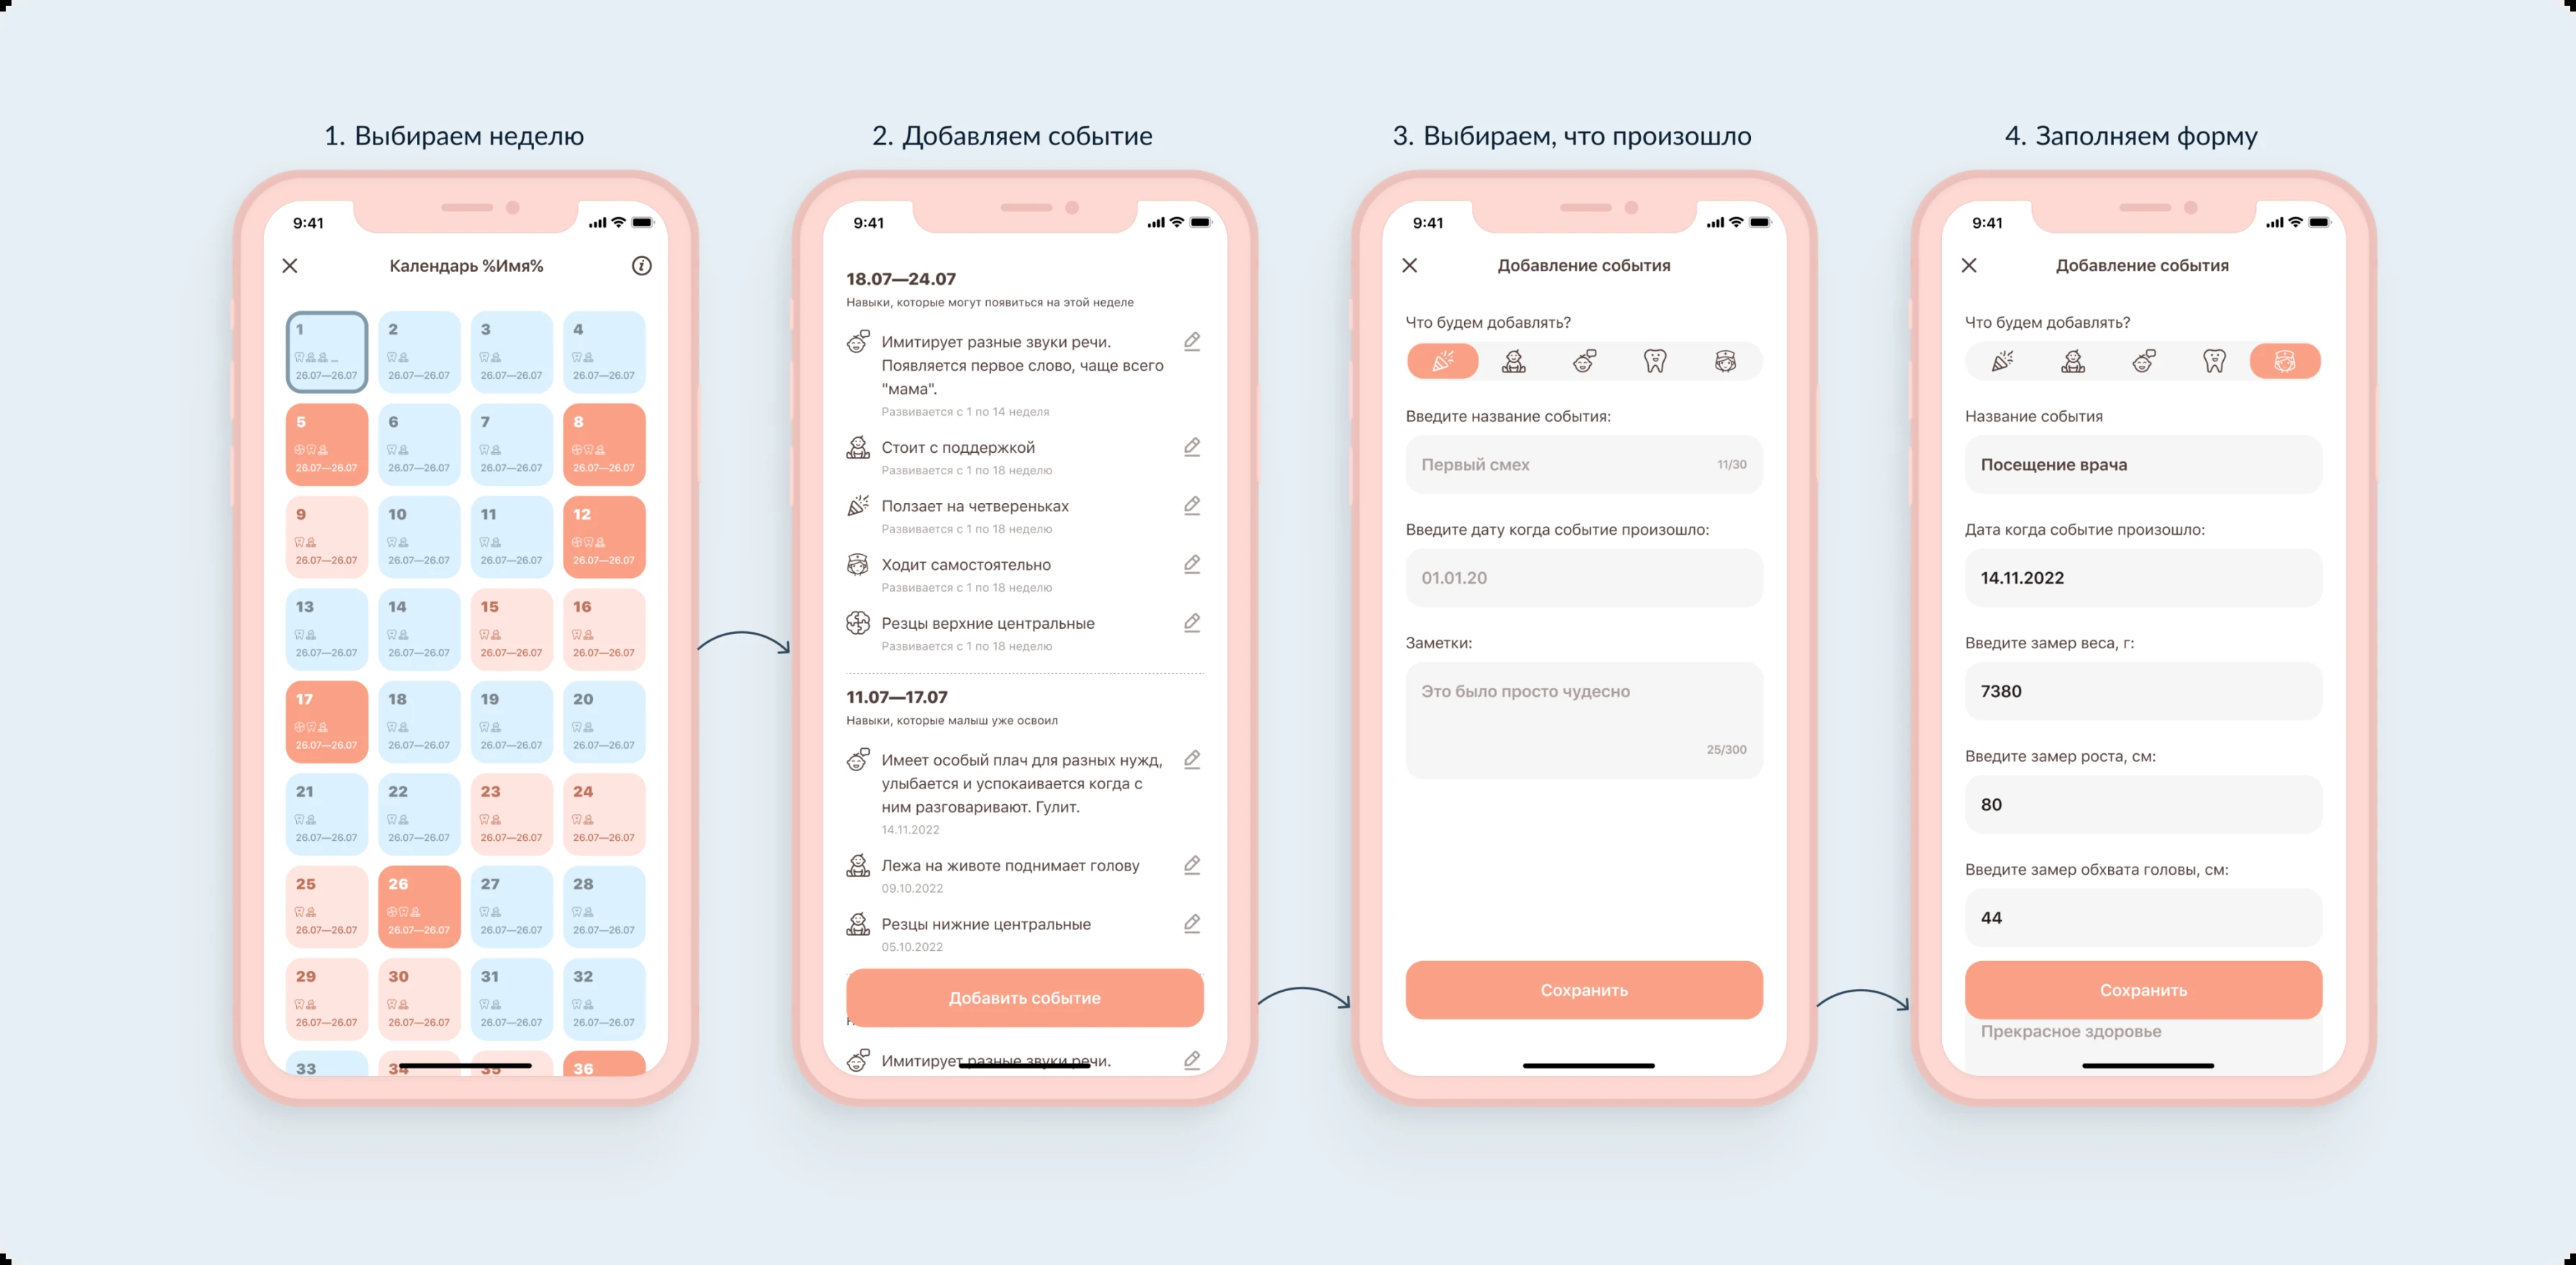 1. Выбираем неделю
9:41
Календарь %Имя%
1
26.07—26.07
2
26.07—26.07
3
26.07—26.07
4
26.07—26.07
5
26.07—26.07
6
26.07—26.07
7
26.07—26.07
8
26.07—26.07
9
26.07—26.07
10
26.07—26.07
11
26.07—26.07
12
26.07—26.07
13
26.07—26.07
14
26.07—26.07
15
26.07—26.07
16
26.07—26.07
17
26.07—26.07
18
26.07—26.07
19
26.07—26.07
20
26.07—26.07
21
26.07—26.07
22
26.07—26.07
23
26.07—26.07
24
26.07—26.07
25
26.07—26.07
26
26.07—26.07
27
26.07—26.07
28
26.07—26.07
29
26.07—26.07
30
26.07—26.07
31
26.07—26.07
32
26.07—26.07
33
34
35
36
2. Добавляем событие
9:41
18.07—24.07
Навыки, которые могут появиться на этой неделе
Имитирует разные звуки речи.
Появляется первое слово, чаще всего
"мама".
Развивается с 1 по 14 неделя
Стоит с поддержкой
Развивается с 1 по 18 неделю
Ползает на четвереньках
Развивается с 1 по 18 неделю
Ходит самостоятельно
Развивается с 1 по 18 неделю
Резцы верхние центральные
Развивается с 1 по 18 неделю
11.07—17.07
Навыки, которые малыш уже освоил
Имеет особый плач для разных нужд,
улыбается и успокаивается когда с
ним разговаривают. Гулит.
14.11.2022
Лежа на животе поднимает голову
09.10.2022
Резцы нижние центральные
05.10.2022
Добавить событие
Имитирует разные звуки речи.
3. Выбираем, что произошло
9:41
Добавление события
Что будем добавлять?
Введите название события:
Первый смех
11/30
Введите дату когда событие произошло:
01.01.20
Заметки:
Это было просто чудесно
25/300
Сохранить
4. Заполняем форму
9:41
Добавление события
Что будем добавлять?
Название события
Посещение врача
Дата когда событие произошло:
14.11.2022
Введите замер веса, г:
7380
Введите замер роста, см:
80
Введите замер обхвата головы, см:
44
Сохранить
Прекрасное здоровье